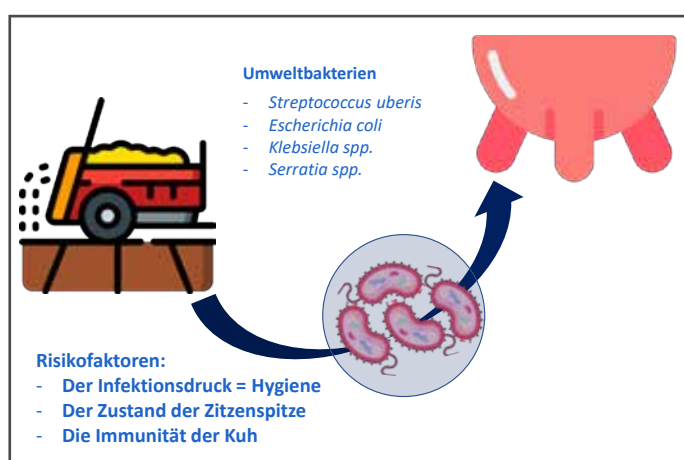 Umweltbakterien
- Streptococcus uberis
- Escherichia coli
- Klebsiella spp.
- Serratia spp.
Risikofaktoren:
- Der Infektionsdruck = Hygiene
- Der Zustand der Zitzenspitze
- Die Immunität der Kuh